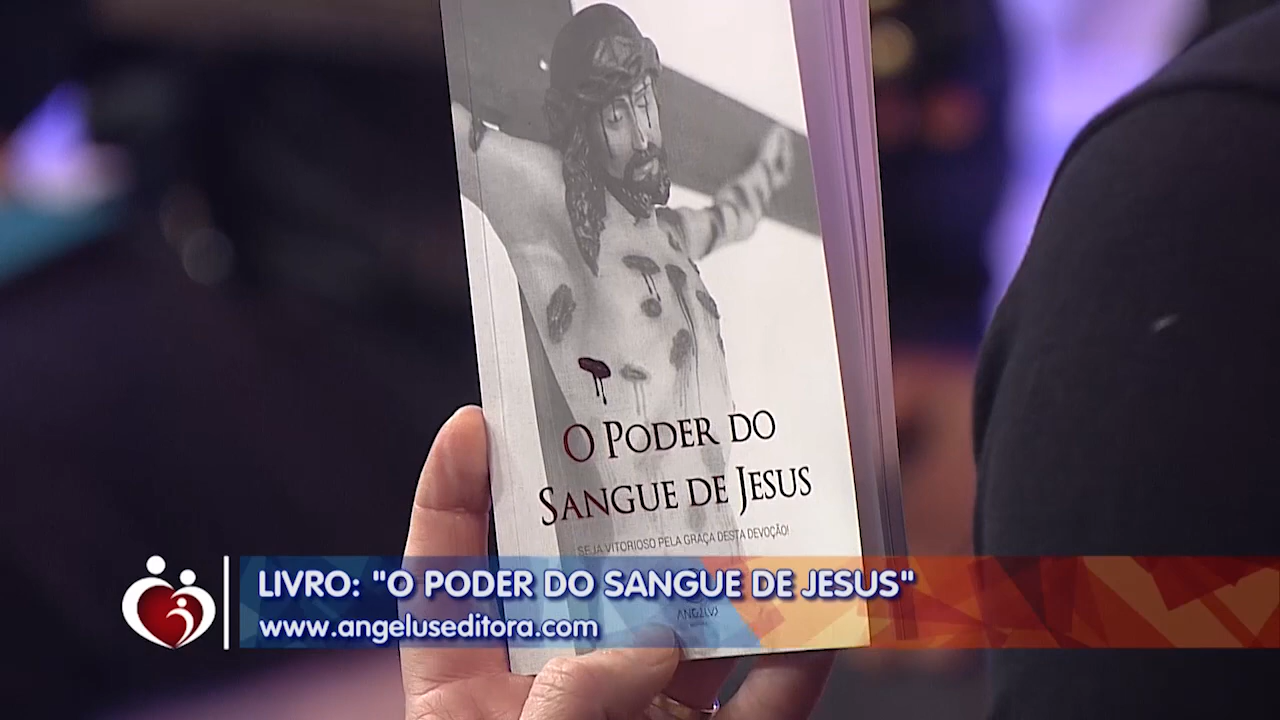 O PODER DO
SANGUE DE JESUS
SEJA VITORIOSO PELA GRAÇA DESTA DEVOÇÃO!
ANGELVS
LIVRO: "O PODER DO SANGUE DE JESUS"
www.angeluseditora.com